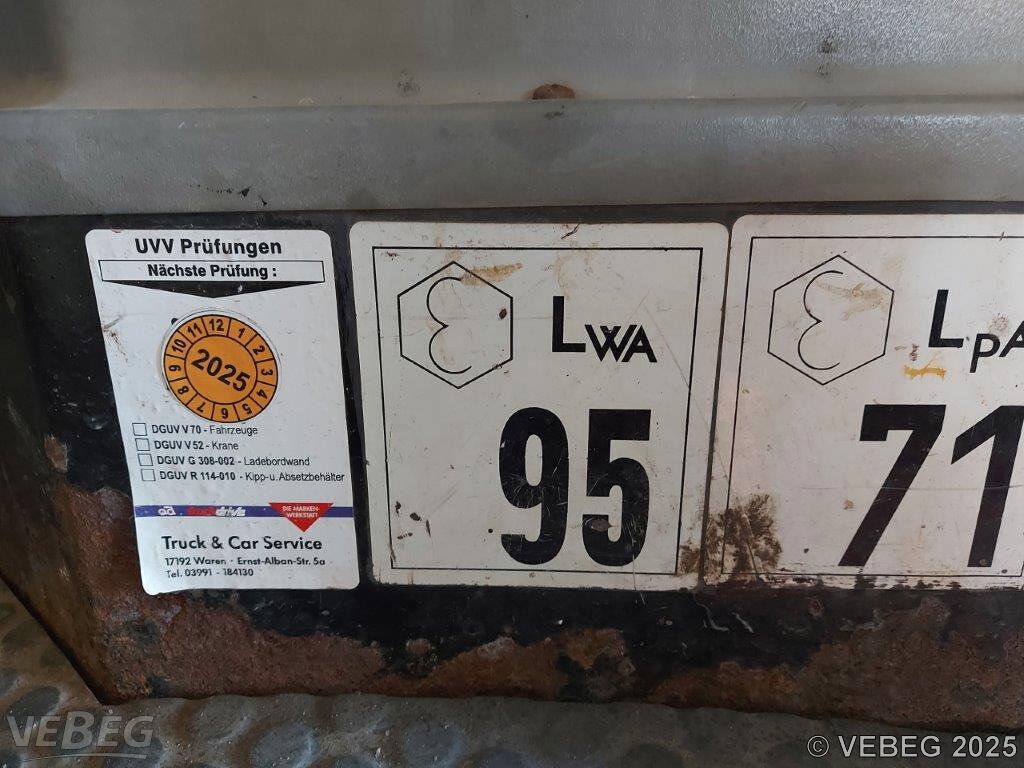 UVV Prüfungen
Nächste Prüfung :
11 12 1
10 2
9 3
8 4
7 6 5
2025
DGUV V 70 - Fahrzeuge
DGUV V 52 - Krane
DGUV G 308-002 - Ladebordwand
DGUV R 114-010 - Kipp- u. Absetzbehälter
ad truckdrive
DIE MARKEN-
WERKSTATT
Truck & Car Service
17192 Waren · Ernst-Alban-Str. 5a
Tel. 03991 - 184130
LWA
95
LpA
71
VEBEG
© VEBEG 2025